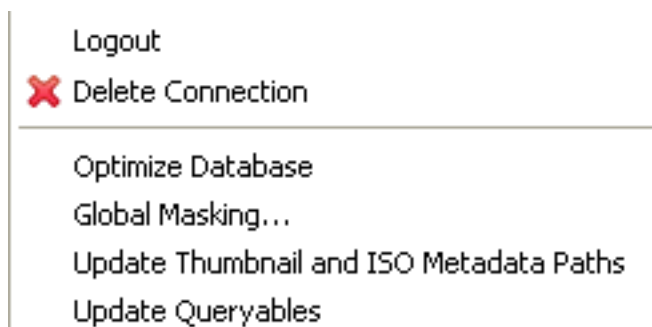 Logout
Delete Connection
Optimize Database
Global Masking...
Update Thumbnail and ISO Metadata Paths
Update Queryables